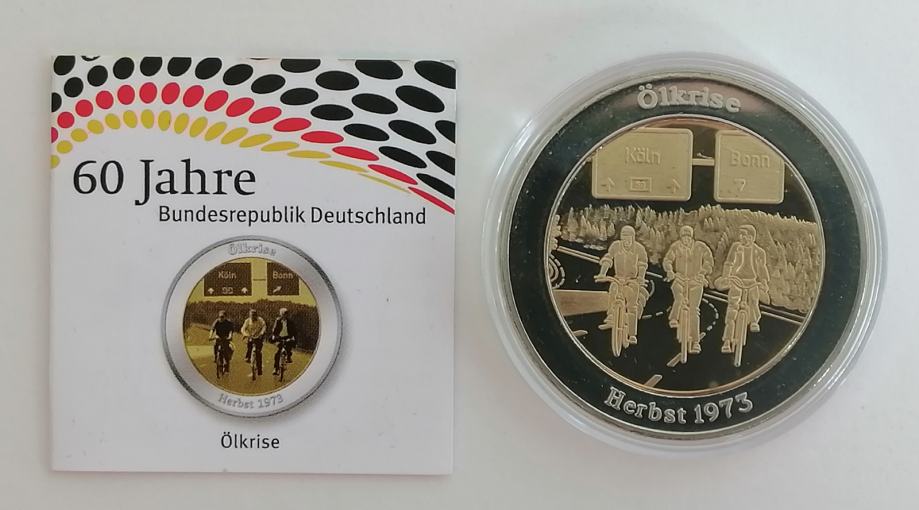 60 Jahre
Bundesrepublik Deutschland
Ölkrise
Köln Bonn
Herbst 1973
Ölkrise
Ölkrise
Köln Bonn
Herbst 1973